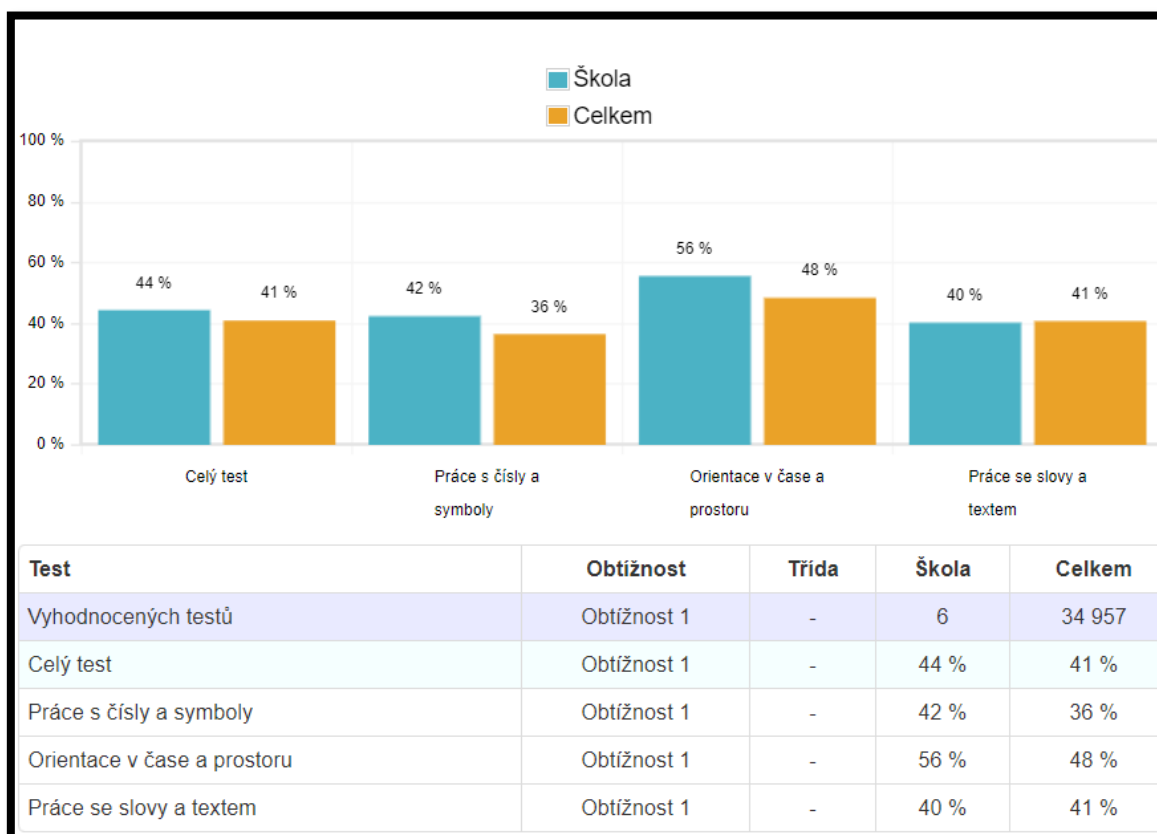 Škola
Celkem
100 %
80 %
60 %
40 %
20 %
0 %
44 %
41 %
42 %
36 %
56 %
48 %
40 %
41 %
Celý test
Práce s čísly a
symboly
Orientace v čase a
prostoru
Práce se slovy a
textem
Test Obtížnost Třída Škola Celkem
Vyhodnocených testů Obtížnost 1 - 6 34 957
Celý test Obtížnost 1 - 44 % 41 %
Práce s čísly a symboly Obtížnost 1 - 42 % 36 %
Orientace v čase a prostoru Obtížnost 1 - 56 % 48 %
Práce se slovy a textem Obtížnost 1 - 40 % 41 %